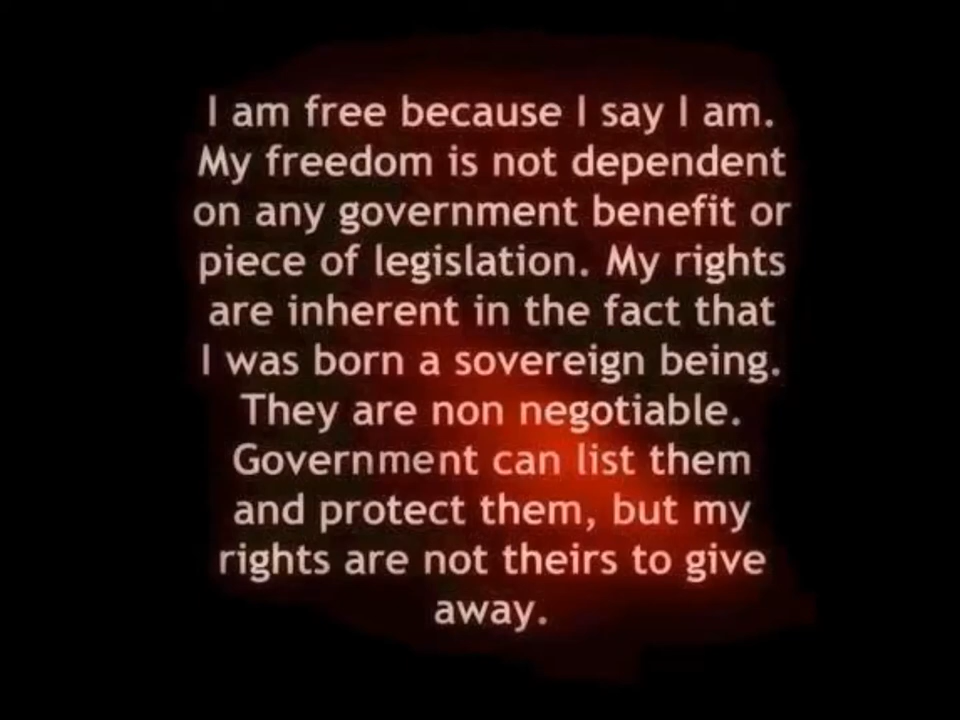 I am free because I say I am.
My freedom is not dependent
on any government benefit or
piece of legislation. My rights
are inherent in the fact that
I was born a sovereign being.
They are non negotiable.
Government can list them
and protect them, but my
rights are not theirs to give
away.